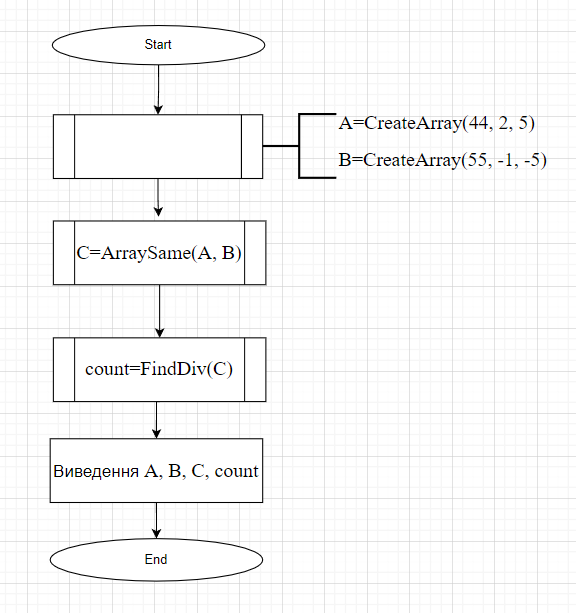 Start
A=CreateArray(44, 2, 5)
B=CreateArray(55, -1, -5)
C=ArraySame(A, B)
count=FindDiv(C)
Виведення A, B, C, count
End